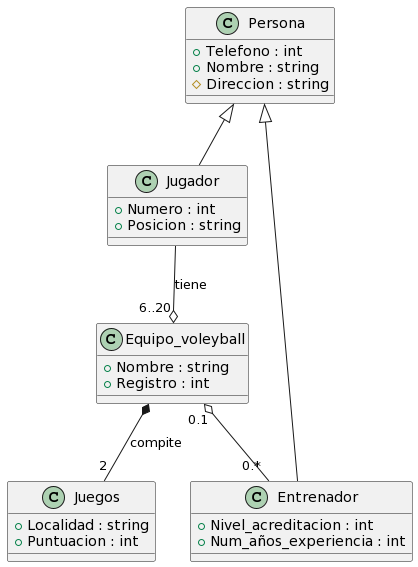 C Persona
Telefono : int
Nombre : string
Direccion : string
C Jugador
Numero : int
Posicion : string
tiene
6..20
C Equipo_voleyball
Nombre : string
Registro : int
0.1
compite
2
0.*
C Juegos
Localidad : string
Puntuacion : int
C Entrenador
Nivel_acreditacion : int
Num_años_experiencia : int